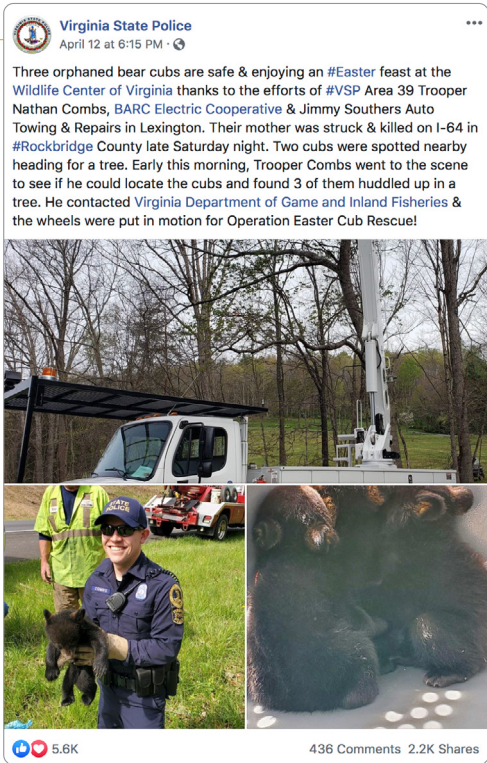 Virginia State Police
April 12 at 6:15 PM ·
Three orphaned bear cubs are safe & enjoying an #Easter feast at the
Wildlife Center of Virginia thanks to the efforts of #VSP Area 39 Trooper
Nathan Combs, BARC Electric Cooperative & Jimmy Southers Auto
Towing & Repairs in Lexington. Their mother was struck & killed on I-64 in
#Rockbridge County late Saturday night. Two cubs were spotted nearby
heading for a tree. Early this morning, Trooper Combs went to the scene
to see if he could locate the cubs and found 3 of them huddled up in a
tree. He contacted Virginia Department of Game and Inland Fisheries &
the wheels were put in motion for Operation Easter Cub Rescue!
STATE
POLICE
5.6K
436 Comments 2.2K Shares